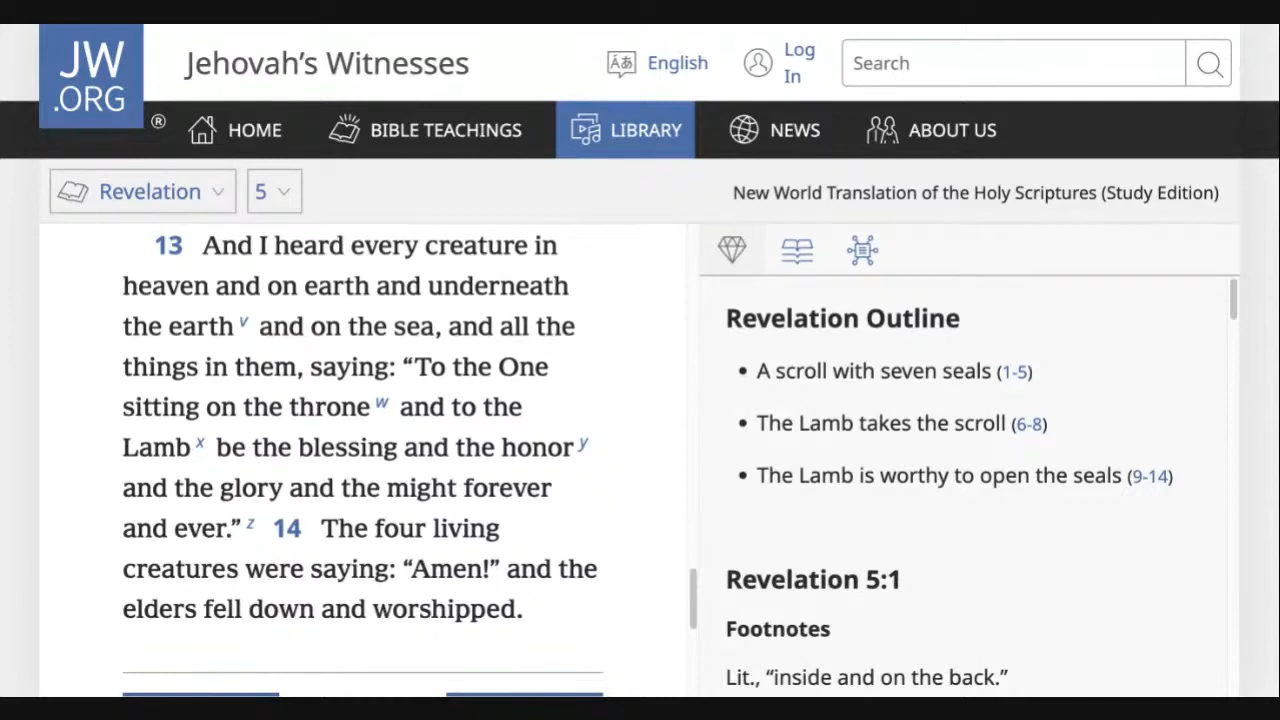 JW
.ORG
®
Jehovah's Witnesses
English
Log
In
Search
HOME
BIBLE TEACHINGS
LIBRARY
NEWS
ABOUT US
Revelation
5
New World Translation of the Holy Scriptures (Study Edition)
13 And I heard every creature in
heaven and on earth and underneath
the earth v and on the sea, and all the
things in them, saying: “To the One
sitting on the throne w and to the
Lamb x be the blessing and the honor y
and the glory and the might forever
and ever.” z 14 The four living
creatures were saying: “Amen!” and the
elders fell down and worshipped.
Revelation Outline
• A scroll with seven seals (1-5)
• The Lamb takes the scroll (6-8)
• The Lamb is worthy to open the seals (9-14)
Revelation 5:1
Footnotes
Lit., “inside and on the back.”